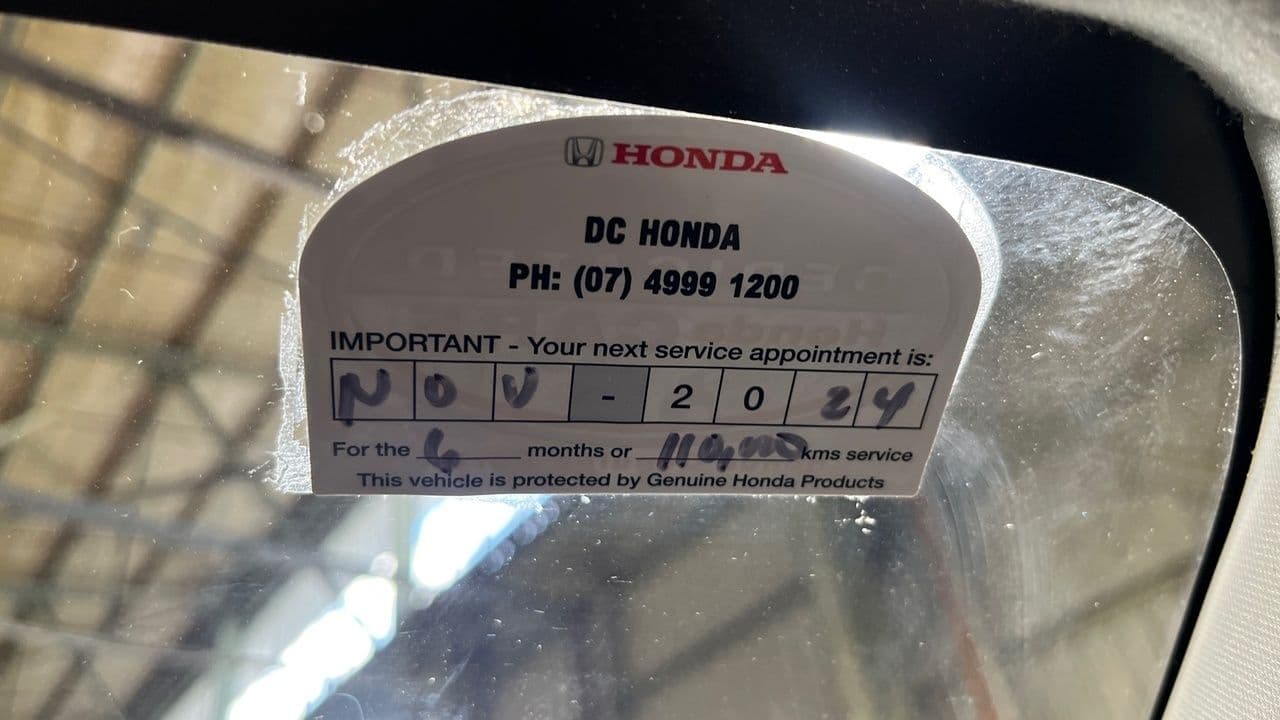 HONDA
DC HONDA
PH: (07) 4999 1200
IMPORTANT - Your next service appointment is:
NOV - 2024
For the 6 months or 110,000 kms service
This vehicle is protected by Genuine Honda Products